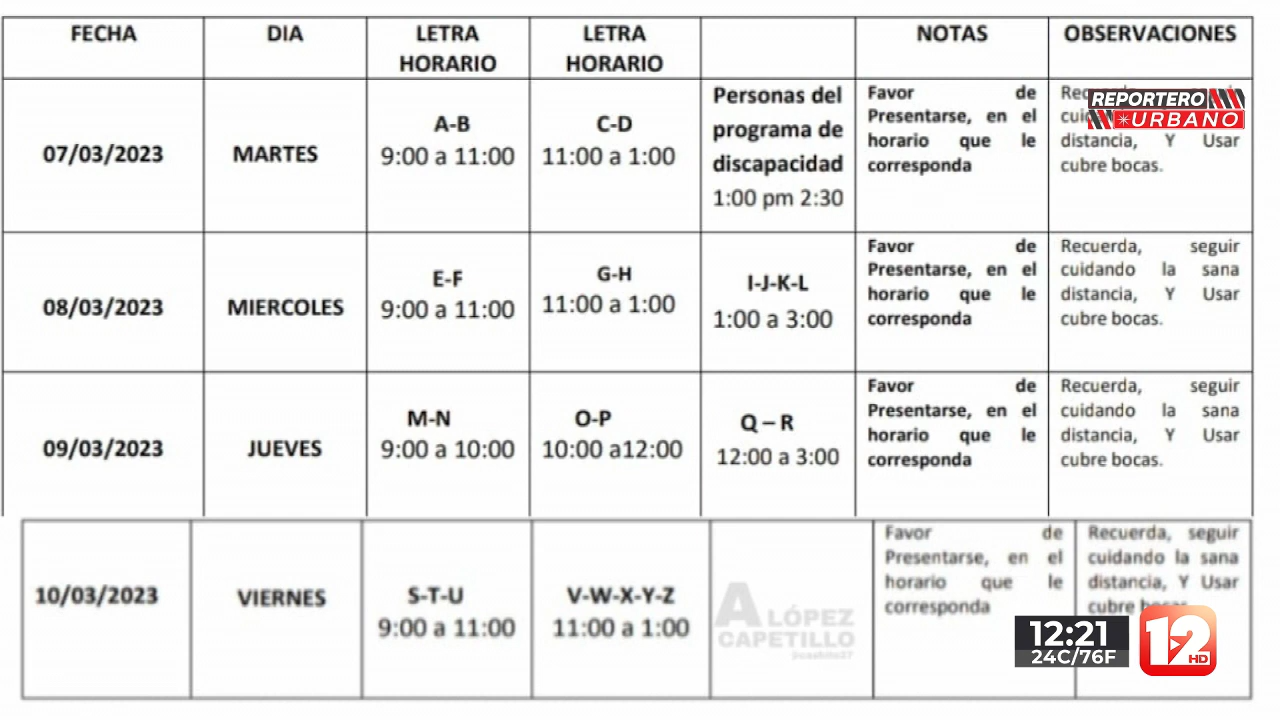 FECHA
DIA
LETRA
HORARIO
LETRA
HORARIO
NOTAS
OBSERVACIONES
07/03/2023
MARTES
A-B
9:00 a 11:00
C-D
11:00 a 1:00
Personas del
programa de
discapacidad
1:00 pm 2:30
Favor de
Presentarse, en el
horario que le
corresponda
distancia, Y Usar
cubre bocas.
REPORTERO
URBANO
08/03/2023
MIERCOLES
E-F
9:00 a 11:00
G-H
11:00 a 1:00
I-J-K-L
1:00 a 3:00
Favor de
Presentarse, en el
horario que le
corresponda
Recuerda, seguir
cuidando la sana
distancia, Y Usar
cubre bocas.
09/03/2023
JUEVES
M-N
9:00 a 10:00
O-P
10:00 a12:00
Q – R
12:00 a 3:00
Favor de
Presentarse, en el
horario que le
corresponda
Recuerda, seguir
cuidando la sana
distancia, Y Usar
cubre bocas.
10/03/2023
VIERNES
S-T-U
9:00 a 11:00
V-W-X-Y-Z
11:00 a 1:00
A LÓPEZ
CAPETILLO
Favor de
Presentarse, en el
horario que le
corresponda
Recuerda, seguir
cuidando la sana
distancia, Y Usar
cubre bocas.
12:21
24C/76F
12
HD